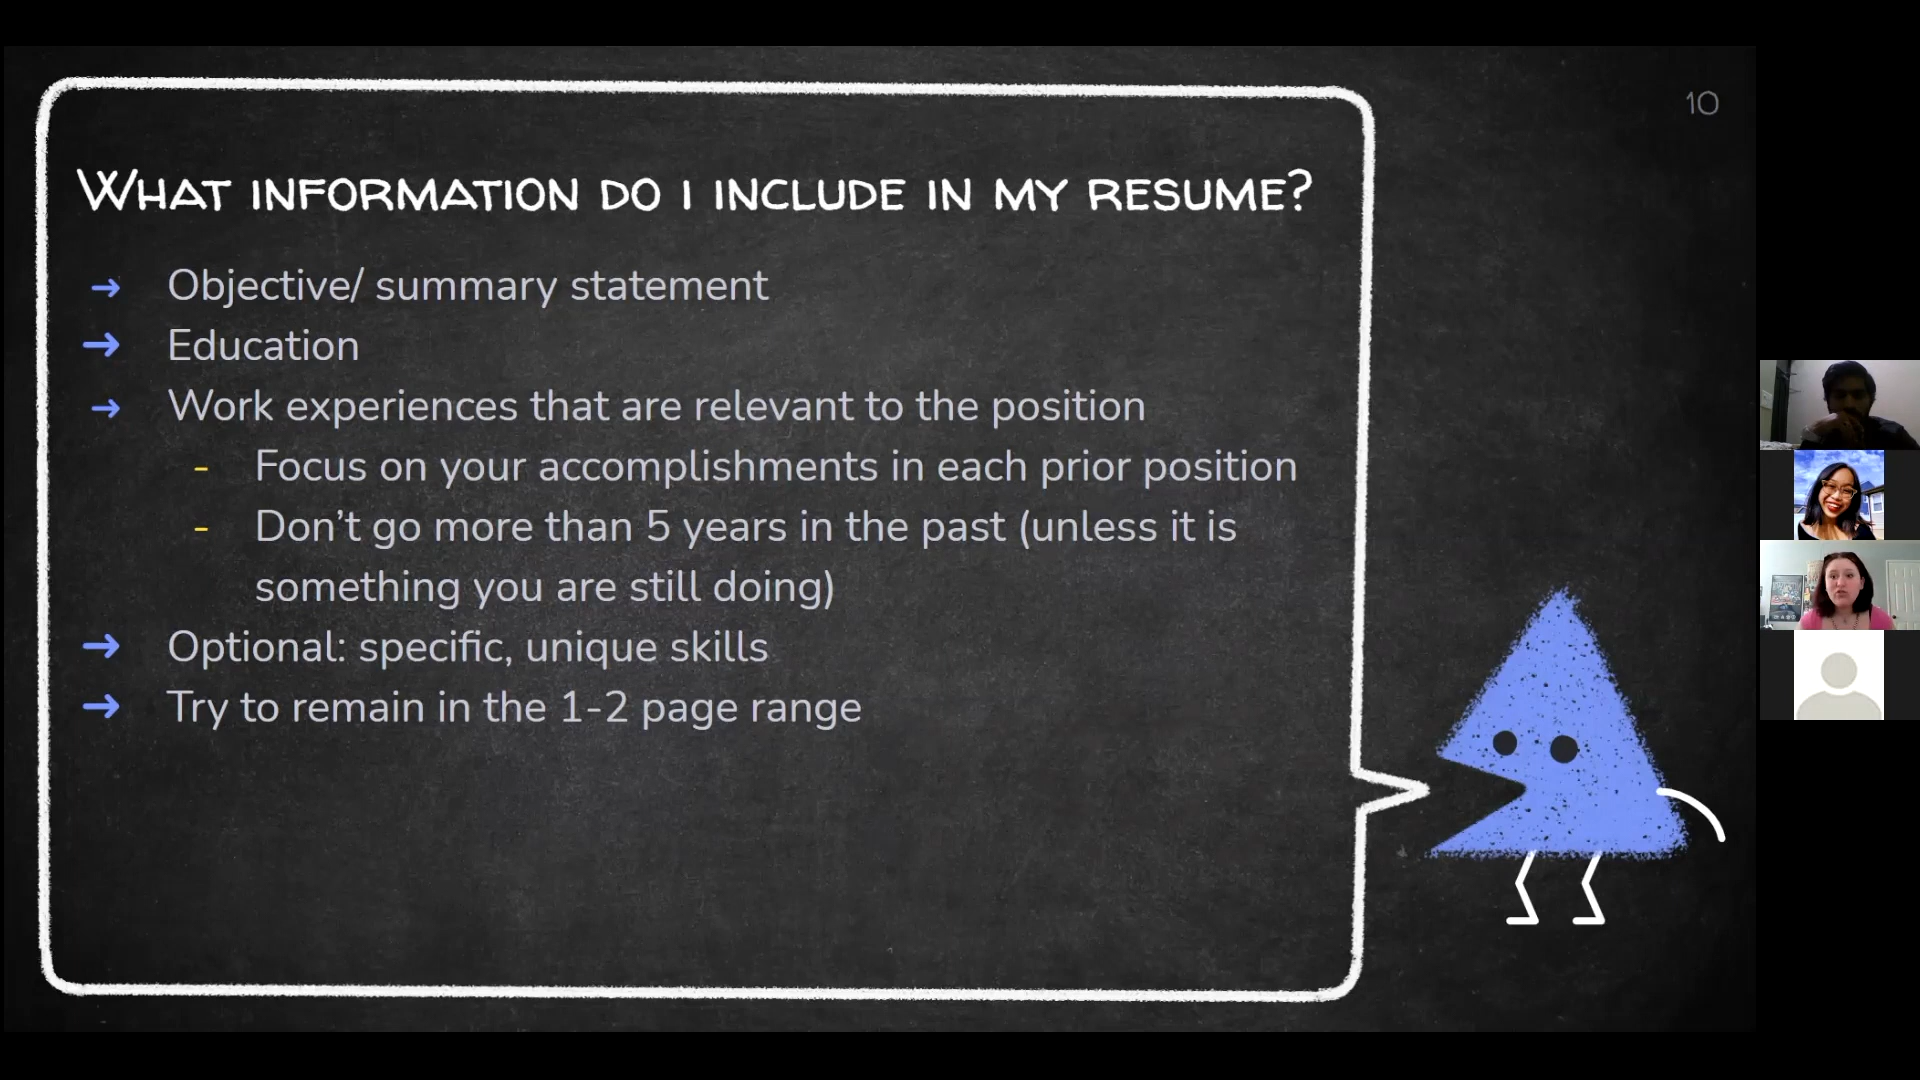 10
WHAT INFORMATION DO I INCLUDE IN MY RESUME?
→ Objective/ summary statement
→ Education
→ Work experiences that are relevant to the position
- Focus on your accomplishments in each prior position
- Don’t go more than 5 years in the past (unless it is
something you are still doing)
→ Optional: specific, unique skills
→ Try to remain in the 1-2 page range